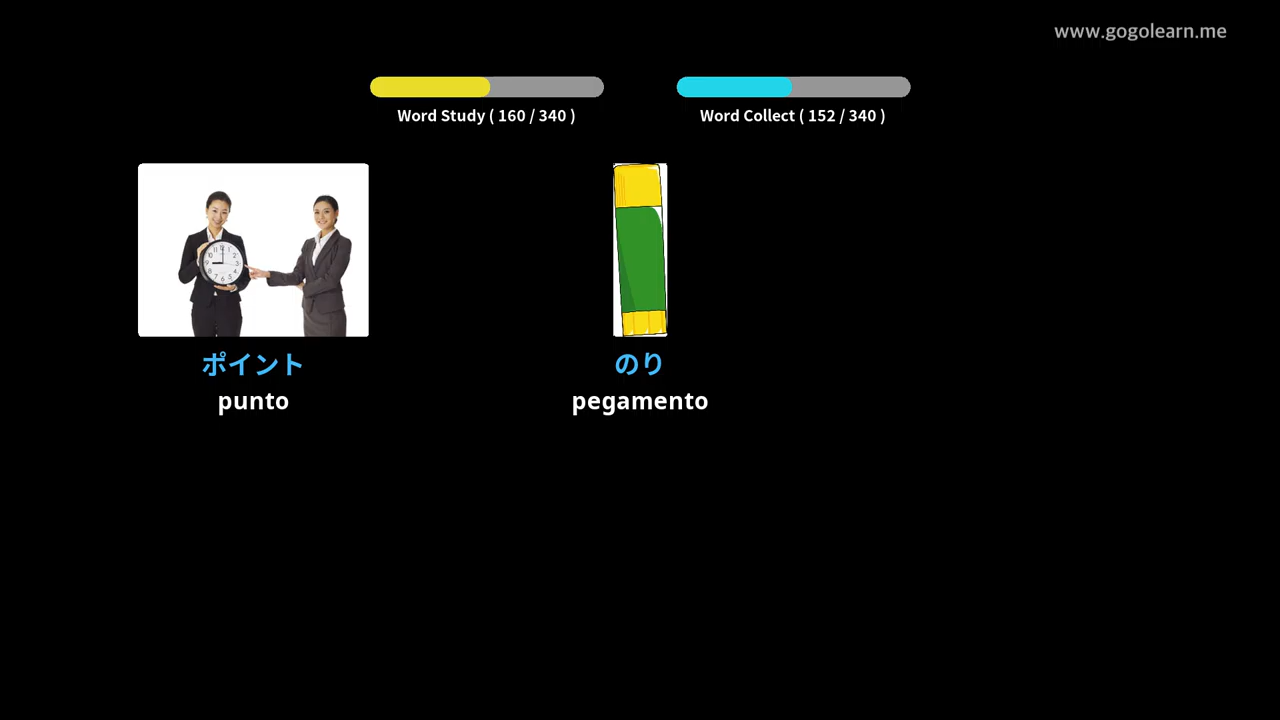 www.gogolearn.me
Word Study ( 160 / 340 )
Word Collect ( 152 / 340 )
ポイント
punto
のり
pegamento